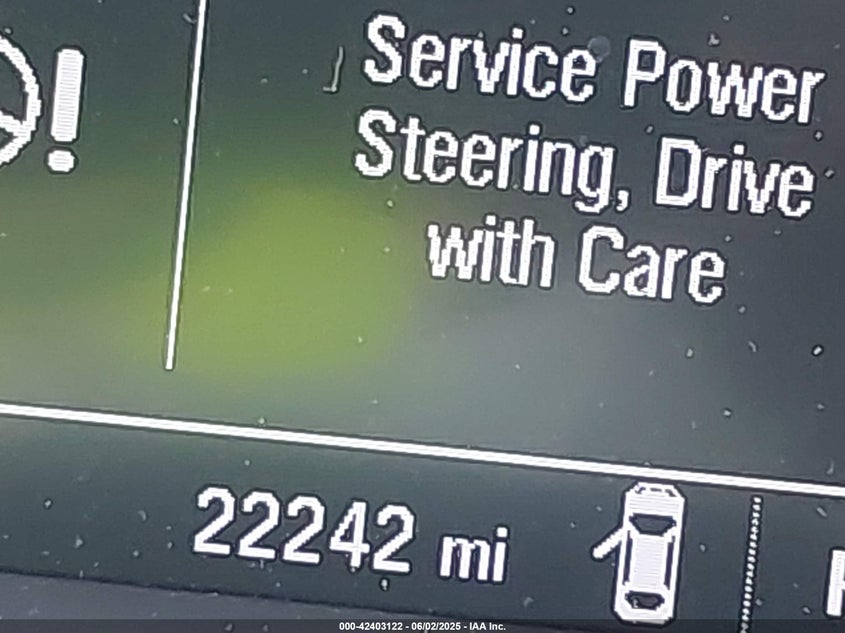 Service Power
Steering, Drive
with Care
22242 mi
000-42403122 - 06/02/2025 - IAA Inc.